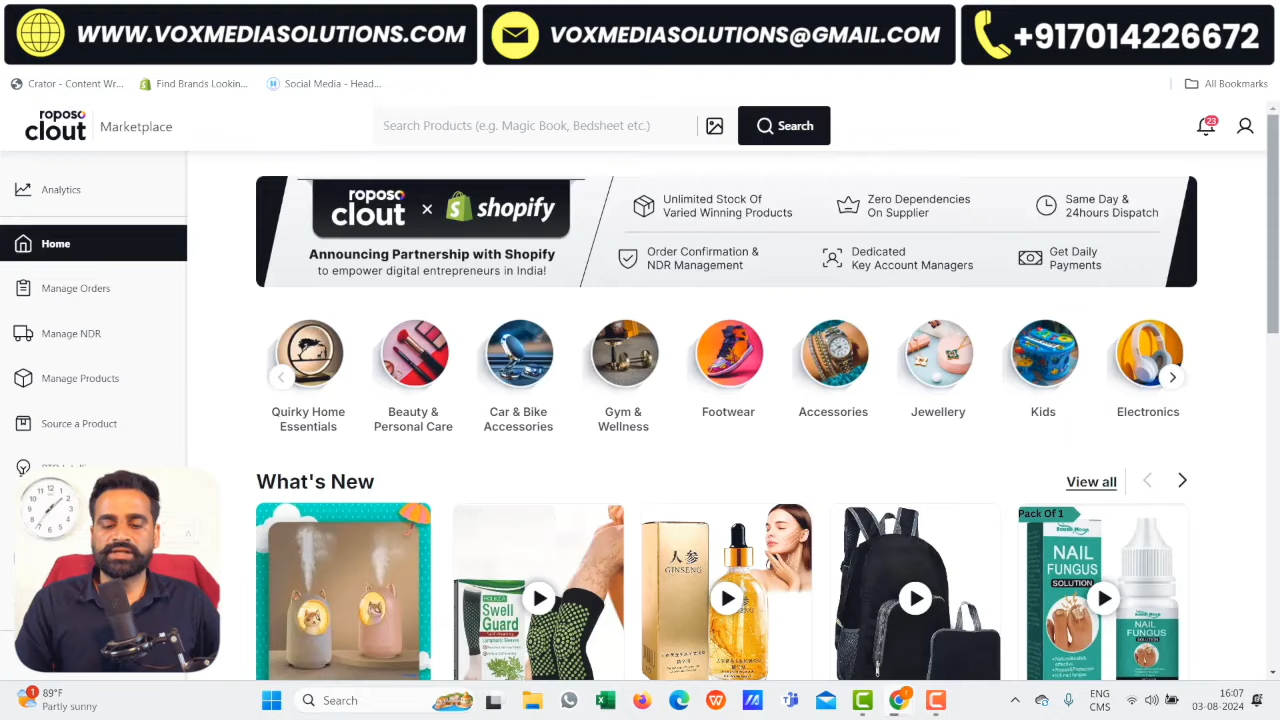 WWW.VOXMEDIASOLUTIONS.COM
VOXMEDIASOLUTIONS@GMAIL.COM
+917014226672
Crator - Content Wr...
Find Brands Lookin...
Social Media - Head...
All Bookmarks
roposo
clout
Marketplace
Search Products (e.g. Magic Book, Bedsheet etc.)
Search
23
Analytics
Home
Manage Orders
Manage NDR
Manage Products
Source a Product
roposo
clout × shopify
Announcing Partnership with Shopify
to empower digital entrepreneurs in India!
Unlimited Stock Of
Varied Winning Products
Zero Dependencies
On Supplier
Same Day &
24hours Dispatch
Order Confirmation &
NDR Management
Dedicated
Key Account Managers
Get Daily
Payments
Quirky Home
Essentials
Beauty &
Personal Care
Car & Bike
Accessories
Gym &
Wellness
Footwear
Accessories
Jewellery
Kids
Electronics
What's New
View all
Swell
Guard
人参
GINSENG
Pack Of 1
South Moon
NAIL
FUNGUS
SOLUTION
NAIL
FUNGUS
SOLUTION
1
89°F
Partly sunny
Search
ENG
CMS
16:07
03-08-2024